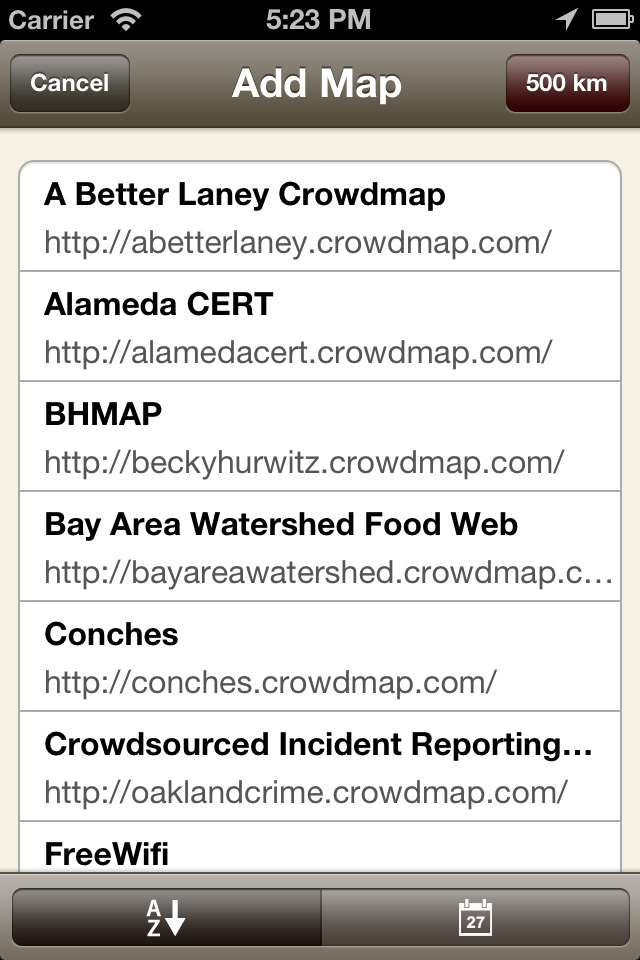 Carrier 5:23 PM
Cancel Add Map 500 km
A Better Laney Crowdmap
http://abetterlaney.crowdmap.com/
Alameda CERT
http://alamedacert.crowdmap.com/
BHMAP
http://beckyhurwitz.crowdmap.com/
Bay Area Watershed Food Web
http://bayareawatershed.crowdmap.c...
Conches
http://conches.crowdmap.com/
Crowdsourced Incident Reporting...
http://oaklandcrime.crowdmap.com/
FreeWifi
A
Z
27